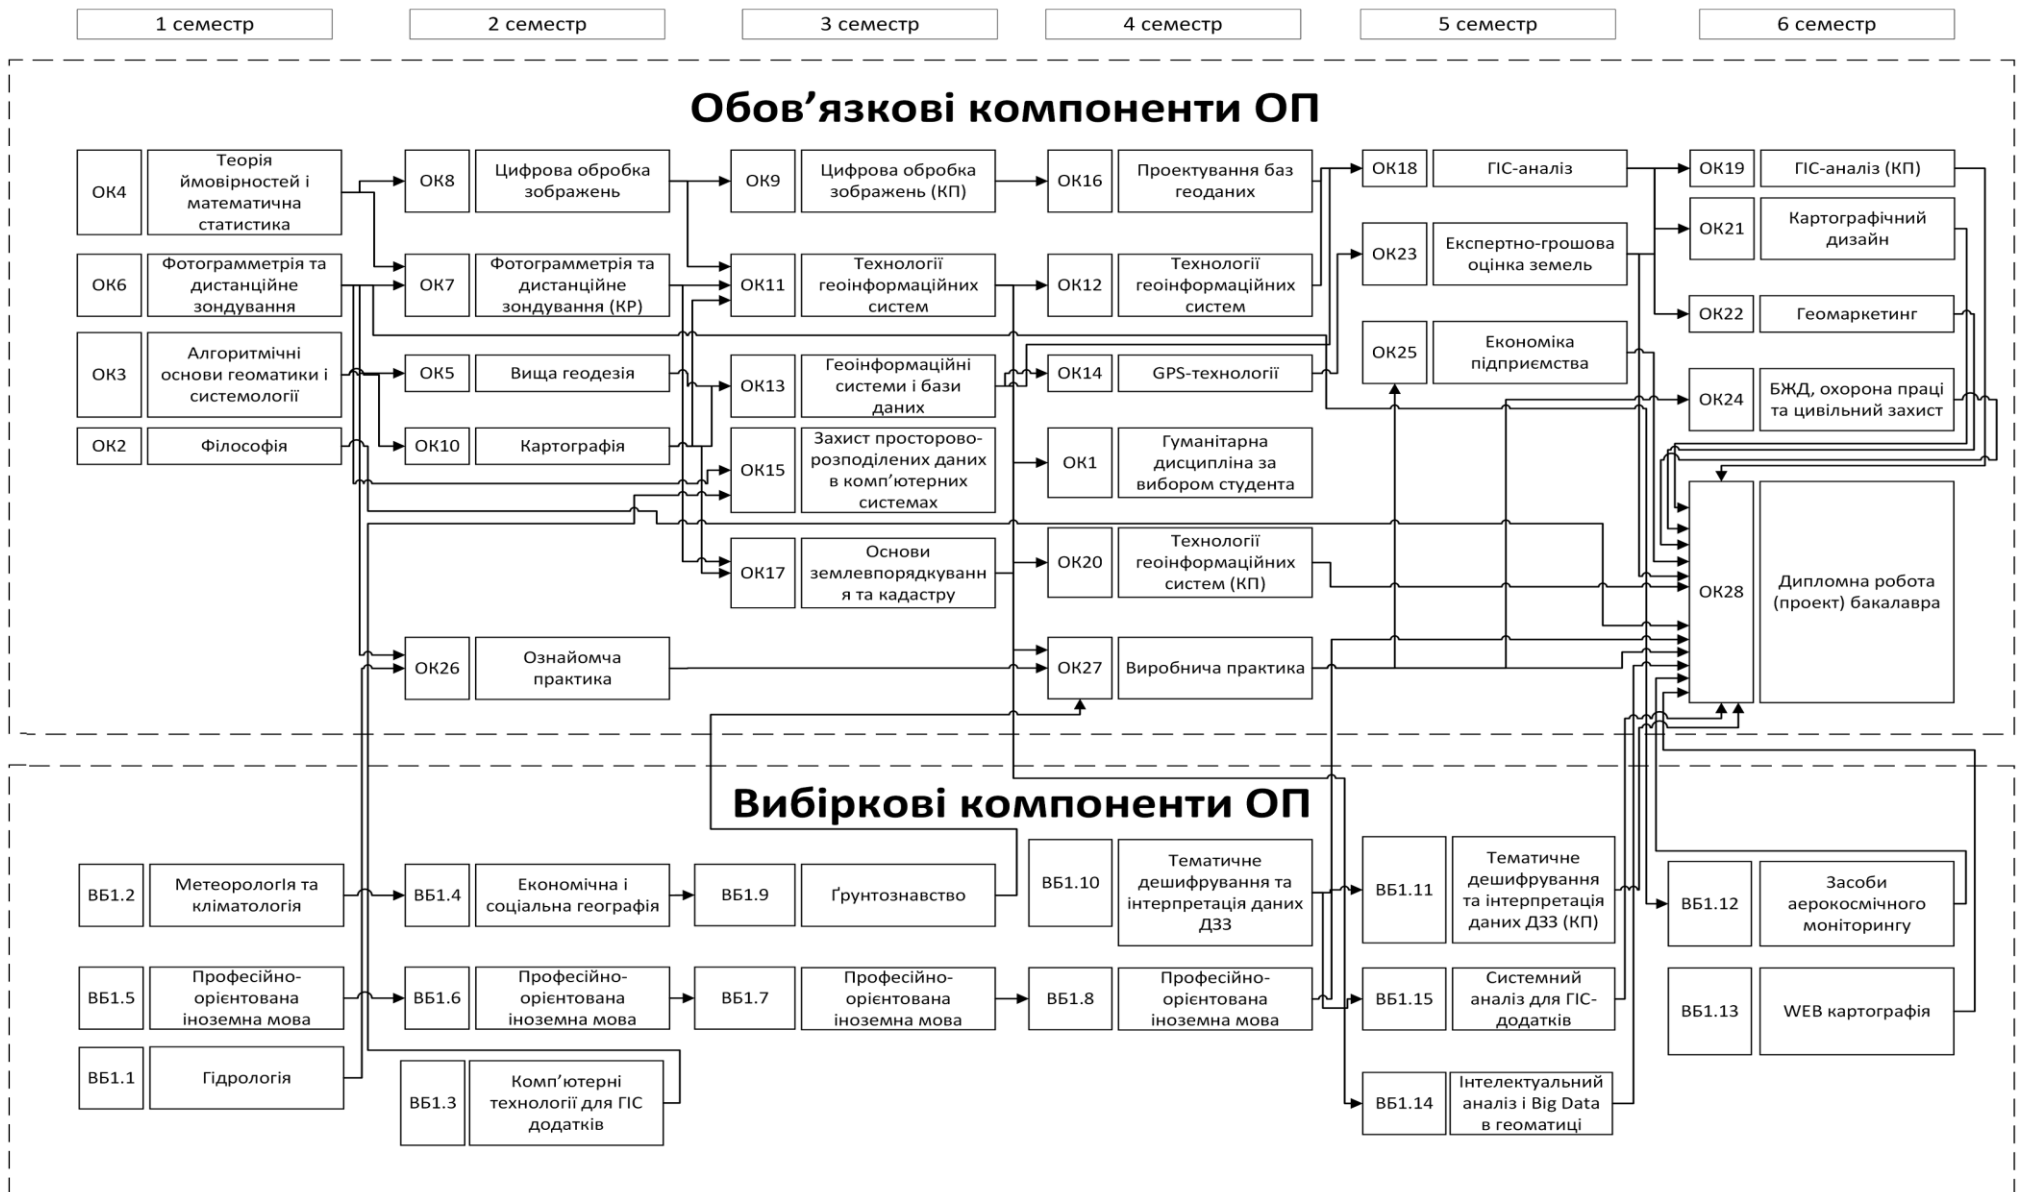 1 семестр
2 семестр
3 семестр
4 семестр
5 семестр
6 семестр
Обов’язкові компоненти ОП
ОК4
Теорія
ймовірностей і
математична
статистика
ОК8
Цифрова обробка
зображень
ОК9
Цифрова обробка
зображень (КП)
ОК16
Проектування баз
геоданих
ОК18
ГІС-аналіз
ОК19
ГІС-аналіз (КП)
ОК21
Картографічний
дизайн
ОК6
Фотограмметрія та
дистанційне
зондування
ОК7
Фотограмметрія та
дистанційне
зондування (КР)
ОК11
Технології
геоінформаційних
систем
ОК12
Технології
геоінформаційних
систем
ОК23
Експертно-грошова
оцінка земель
ОК22
Геомаркетинг
ОК3
Алгоритмічні
основи геоматики і
системології
ОК5
Вища геодезія
ОК13
Геоінформаційні
системи і бази
даних
ОК14
GPS-технології
ОК25
Економіка
підприємства
ОК24
БЖД, охорона праці
та цивільний захист
ОК2
Філософія
ОК10
Картографія
ОК15
Захист просторово-
розподілених даних
в комп’ютерних
системах
ОК1
Гуманітарна
дисципліна за
вибором студента
ОК17
Основи
землевпорядкуванн
я та кадастру
ОК20
Технології
геоінформаційних
систем (КП)
ОК28
Дипломна робота
(проект) бакалавра
ОК26
Ознайомча
практика
ОК27
Виробнича практика
Вибіркові компоненти ОП
ВБ1.2
МетеорологІя та
кліматологія
ВБ1.4
Економічна і
соціальна географія
ВБ1.9
Ґрунтознавство
ВБ1.10
Тематичне
дешифрування та
інтерпретація даних
ДЗЗ
ВБ1.11
Тематичне
дешифрування
та інтерпретація
даних ДЗЗ (КП)
ВБ1.12
Засоби
аерокосмічного
моніторингу
ВБ1.5
Професійно-
орієнтована
іноземна мова
ВБ1.6
Професійно-
орієнтована
іноземна мова
ВБ1.7
Професійно-
орієнтована
іноземна мова
ВБ1.8
Професійно-
орієнтована
іноземна мова
ВБ1.15
Системний
аналіз для ГІС-
додатків
ВБ1.13
WEB картографія
ВБ1.1
Гідрологія
ВБ1.3
Комп’ютерні
технології для ГІС
додатків
ВБ1.14
Інтелектуальний
аналіз і Big Data
в геоматиці